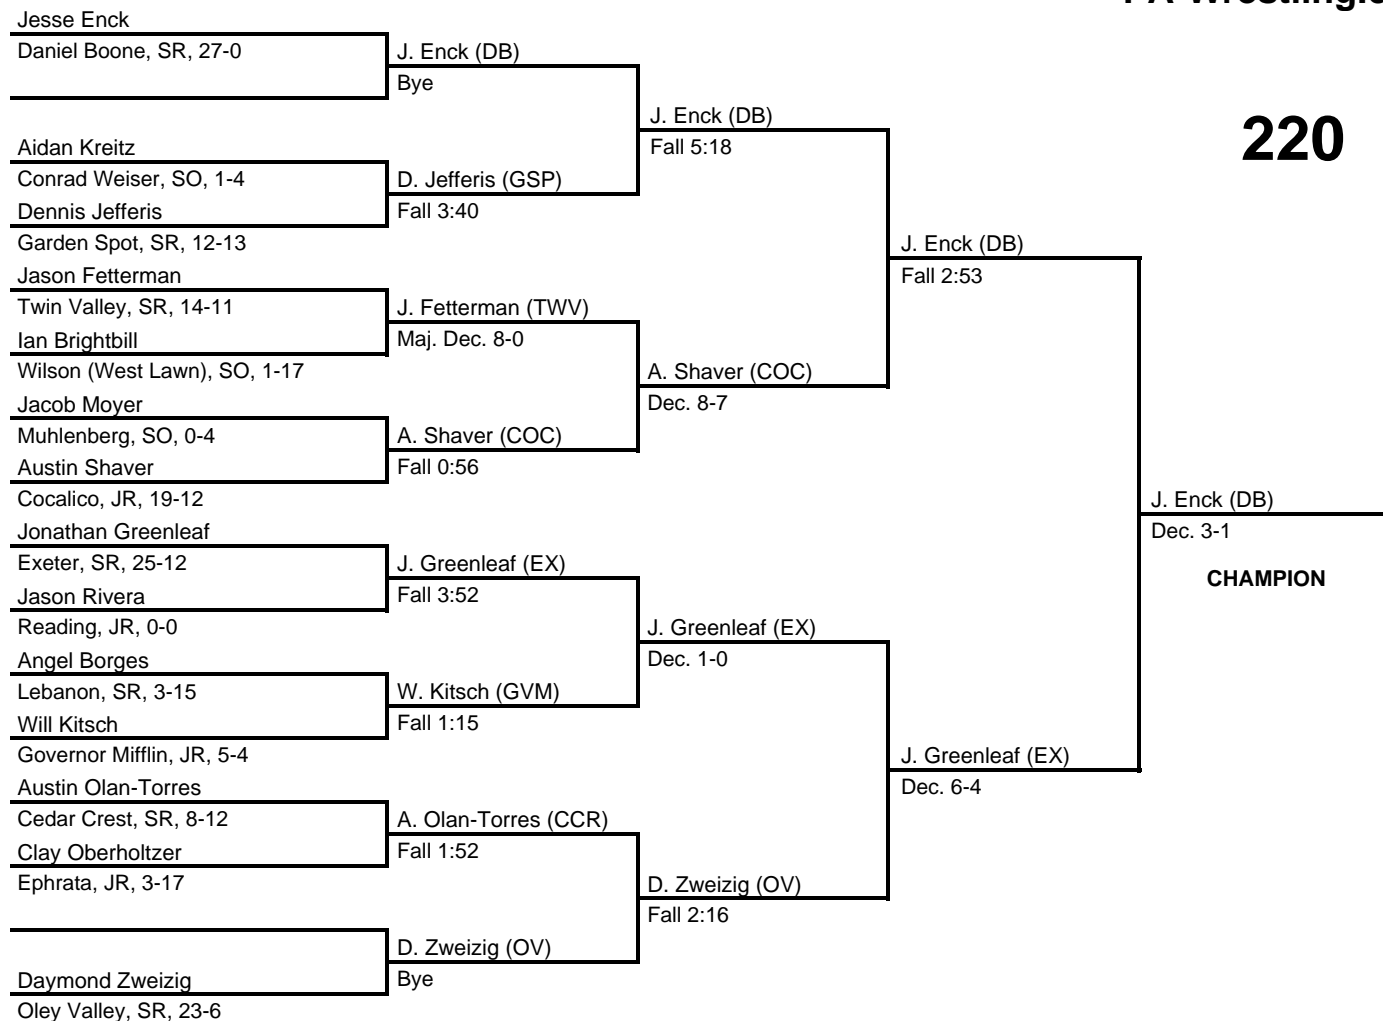 Jesse Enck
Daniel Boone, SR, 27-0
J. Enck (DB)
Bye
J. Enck (DB)
Fall 5:18
220
Aidan Kreitz
Conrad Weiser, SO, 1-4
D. Jefferis (GSP)
Dennis Jefferis
Fall 3:40
Garden Spot, SR, 12-13
J. Enck (DB)
Fall 2:53
Jason Fetterman
Twin Valley, SR, 14-11
J. Fetterman (TWV)
Ian Brightbill
Maj. Dec. 8-0
Wilson (West Lawn), SO, 1-17
A. Shaver (COC)
Dec. 8-7
Jacob Moyer
Muhlenberg, SO, 0-4
A. Shaver (COC)
Austin Shaver
Fall 0:56
Cocalico, JR, 19-12
J. Enck (DB)
Dec. 3-1
CHAMPION
Jonathan Greenleaf
Exeter, SR, 25-12
J. Greenleaf (EX)
Jason Rivera
Fall 3:52
Reading, JR, 0-0
J. Greenleaf (EX)
Dec. 1-0
Angel Borges
Lebanon, SR, 3-15
W. Kitsch (GVM)
Will Kitsch
Fall 1:15
Governor Mifflin, JR, 5-4
J. Greenleaf (EX)
Dec. 6-4
Austin Olan-Torres
Cedar Crest, SR, 8-12
A. Olan-Torres (CCR)
Clay Oberholtzer
Fall 1:52
Ephrata, JR, 3-17
D. Zweizig (OV)
Fall 2:16
D. Zweizig (OV)
Bye
Daymond Zweizig
Oley Valley, SR, 23-6